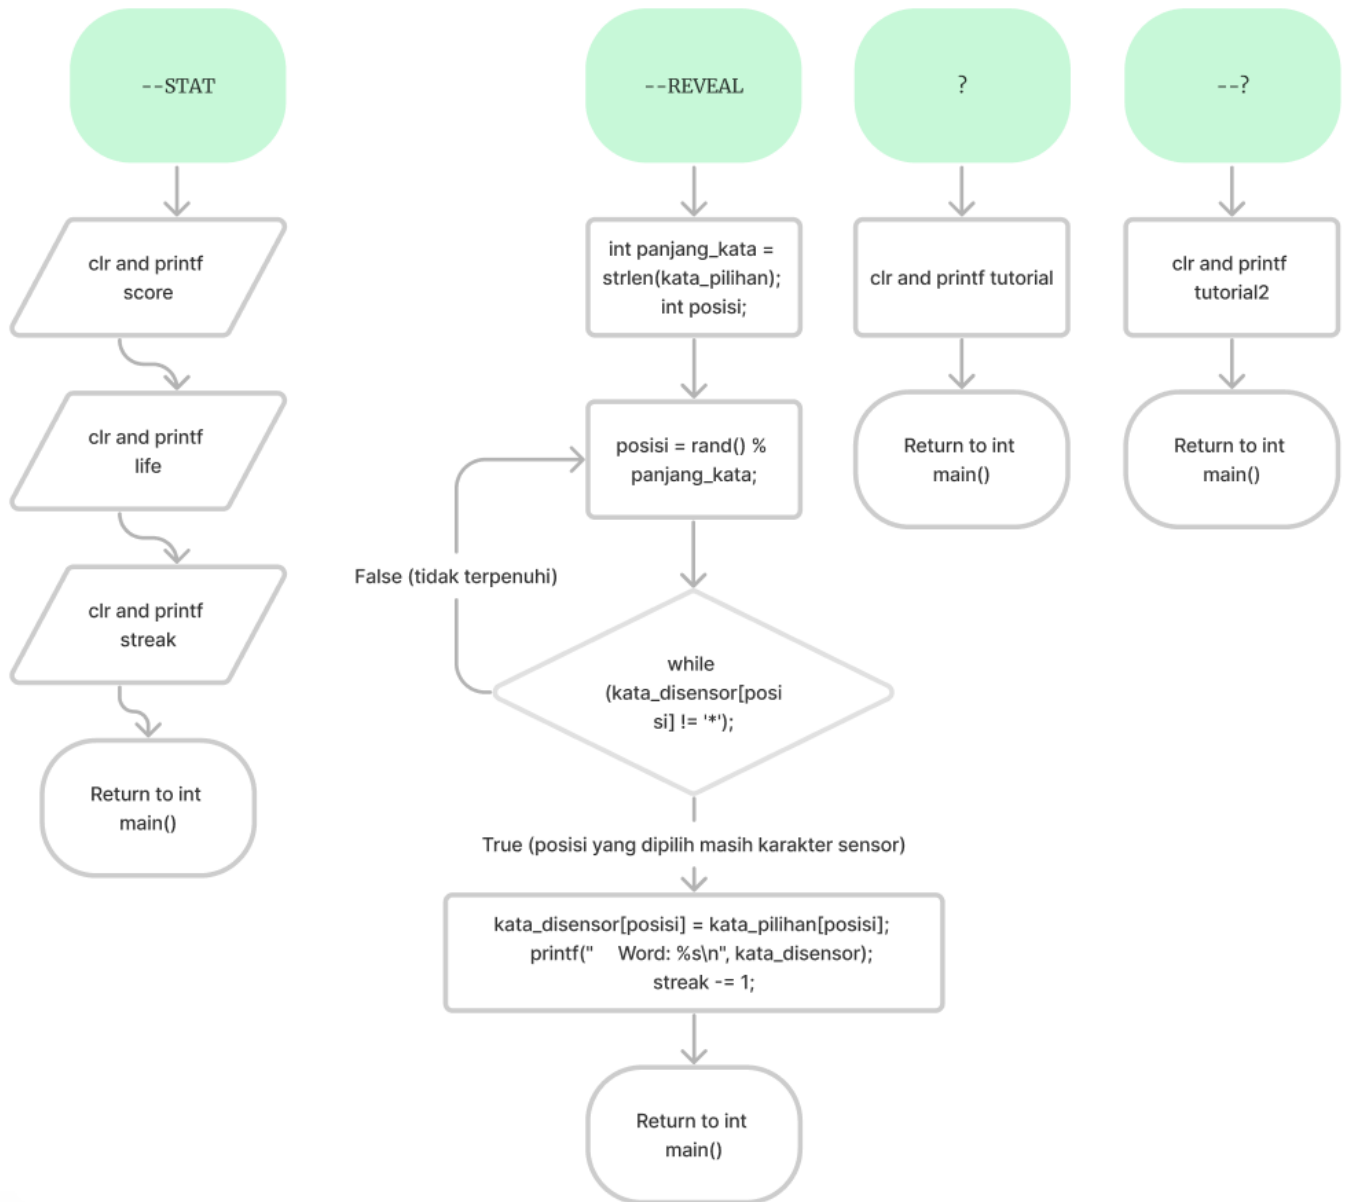 --STAT
clr and printf
score
clr and printf
life
clr and printf
streak
Return to int
main()
--REVEAL
int panjang_kata =
strlen(kata_pilihan);
int posisi;
posisi = rand() %
panjang_kata;
False (tidak terpenuhi)
while
(kata_disensor[posi
si] != '*');
True (posisi yang dipilih masih karakter sensor)
kata_disensor[posisi] = kata_pilihan[posisi];
printf("     Word: %s\n", kata_disensor);
streak -= 1;
Return to int
main()
?
clr and printf tutorial
Return to int
main()
--?
clr and printf
tutorial2
Return to int
main()